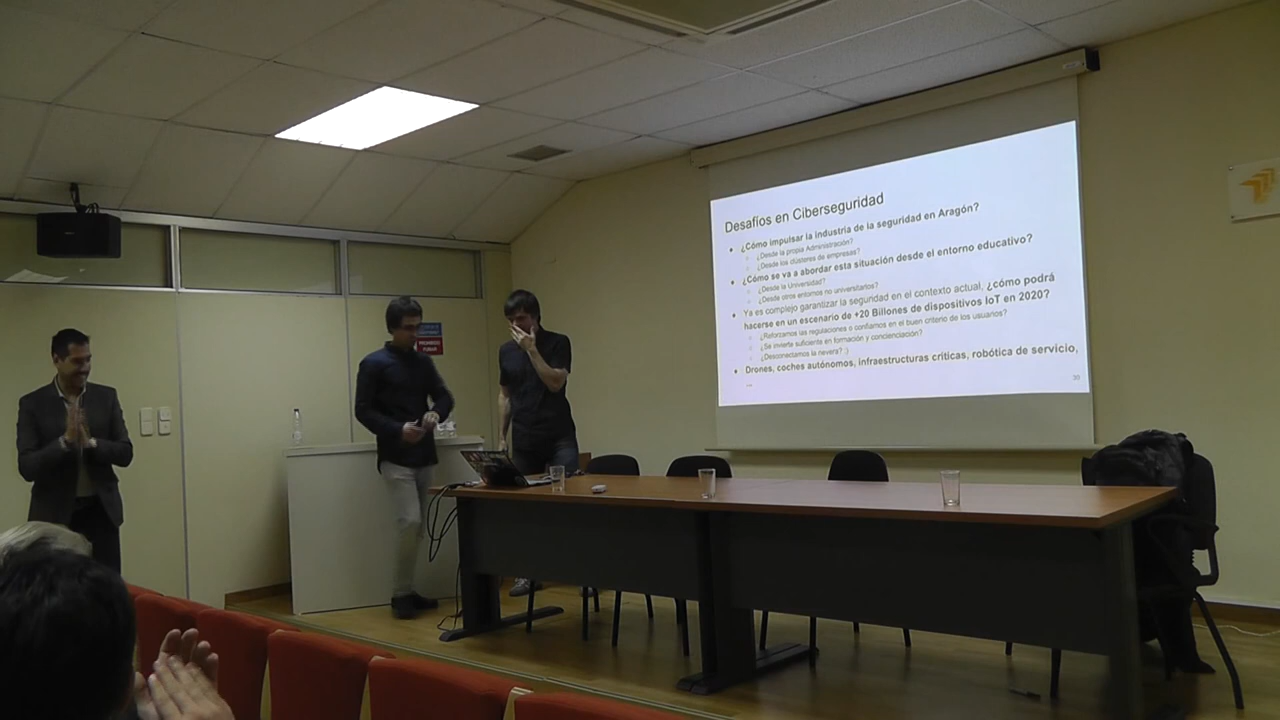 Desafíos en Ciberseguridad
• ¿Cómo impulsar la industria de la seguridad en Aragón?
○ ¿Desde la propia Administración?
○ ¿Desde los clústeres de empresas?
• ¿Cómo se va a abordar esta situación desde el entorno educativo?
○ ¿Desde la Universidad?
○ ¿Desde otros entornos no universitarios?
• Ya es complejo garantizar la seguridad en el contexto actual, ¿cómo podrá
hacerse en un escenario de +20 Billones de dispositivos IoT en 2020?
○ ¿Reforzamos las regulaciones o confiamos en el buen criterio de los usuarios?
○ ¿Se invierte suficiente en formación y concienciación?
○ ¿Desconectamos la nevera? :)
• Drones, coches autónomos, infraestructuras críticas, robótica de servicio,
...
30
PROHIBIDO
FUMAR